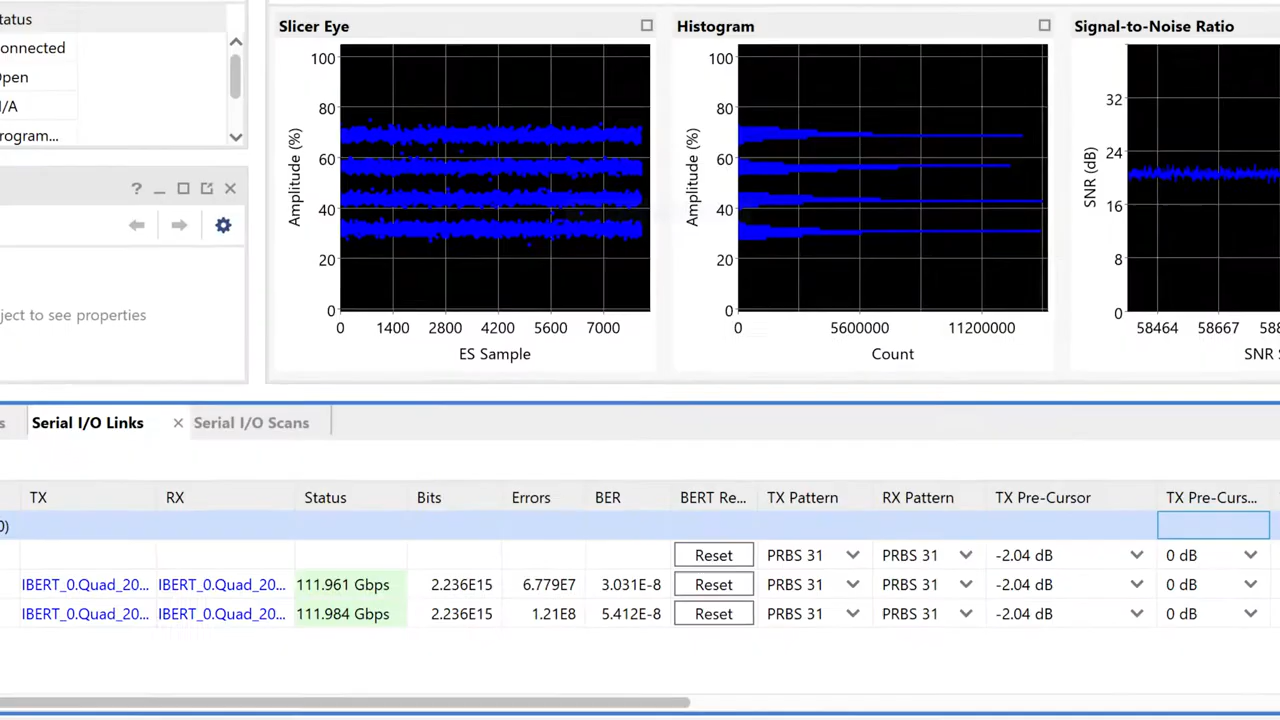 tatus
onnected
Open
I/A
rogram...
ject to see properties
Slicer Eye
Amplitude (%)
100
80
60
40
20
0
0 1400 2800 4200 5600 7000
ES Sample
Histogram
Amplitude (%)
100
80
60
40
20
0
0 5600000 11200000
Count
Signal-to-Noise Ratio
SNR (dB)
32
24
16
8
0
58464 58667 588
SNR S
s Serial I/O Links Serial I/O Scans
TX RX Status Bits Errors BER BERT Re... TX Pattern RX Pattern TX Pre-Cursor TX Pre-Curs...
0)
Reset PRBS 31 PRBS 31 -2.04 dB 0 dB
IBERT_0.Quad_20... IBERT_0.Quad_20... 111.961 Gbps 2.236E15 6.779E7 3.031E-8 Reset PRBS 31 PRBS 31 -2.04 dB 0 dB
IBERT_0.Quad_20... IBERT_0.Quad_20... 111.984 Gbps 2.236E15 1.21E8 5.412E-8 Reset PRBS 31 PRBS 31 -2.04 dB 0 dB